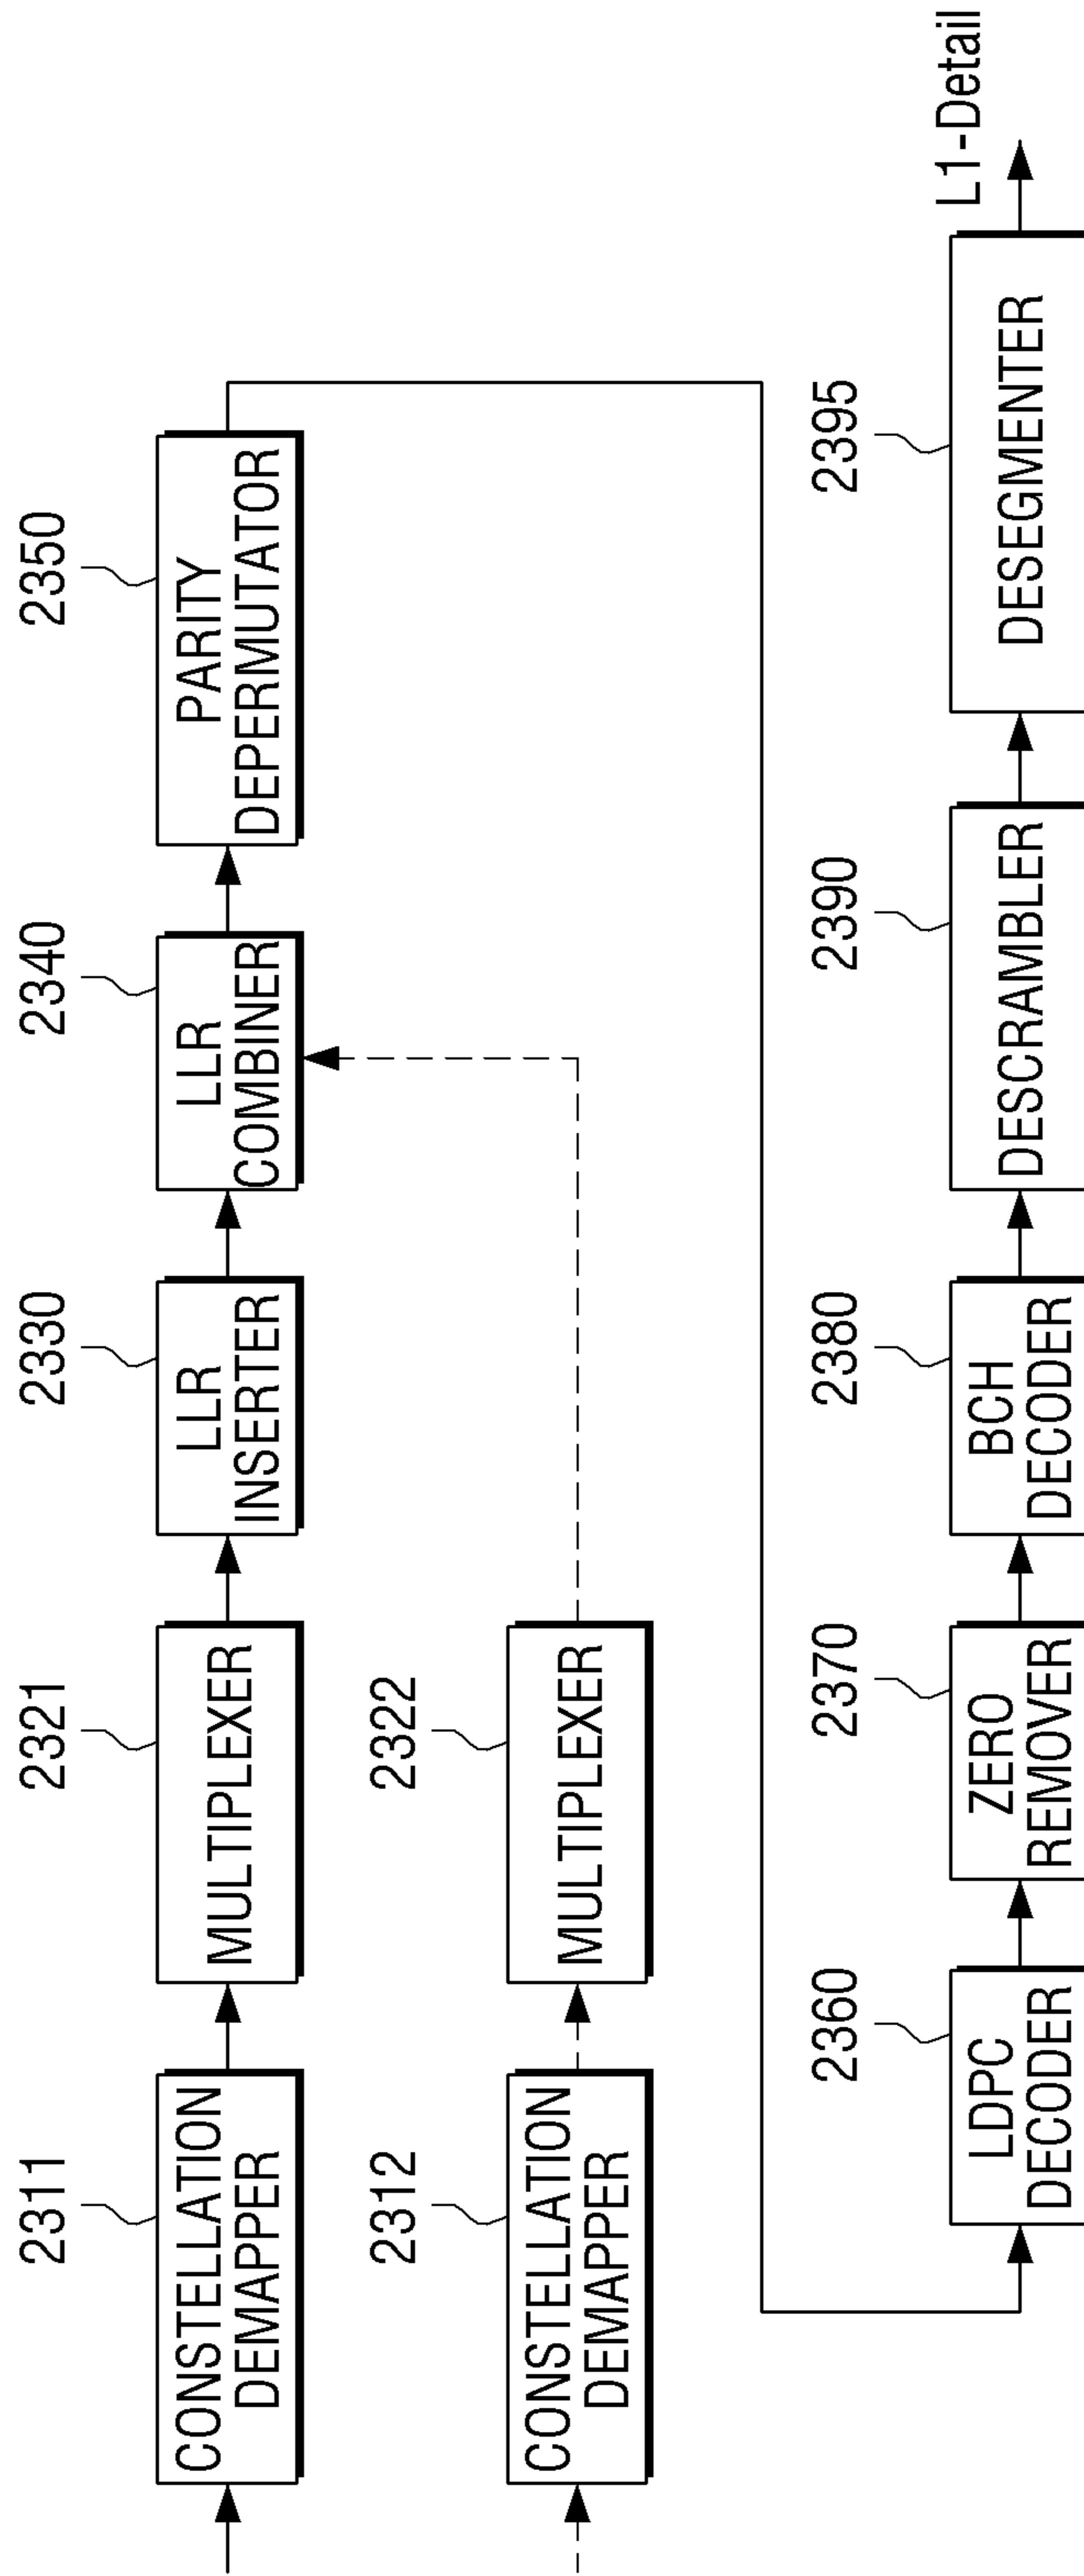 2311
CONSTELLATION
DEMAPPER
2321
MULTIPLEXER
2330
LLR
INSERTER
2340
LLR
COMBINER
2350
PARITY
DEPERMUTATOR
2312
CONSTELLATION
DEMAPPER
2322
MULTIPLEXER
2360
LDPC
DECODER
2370
ZERO
REMOVER
2380
BCH
DECODER
2390
DESCRAMBLER
2395
DESEGMENTER
L1-Detail